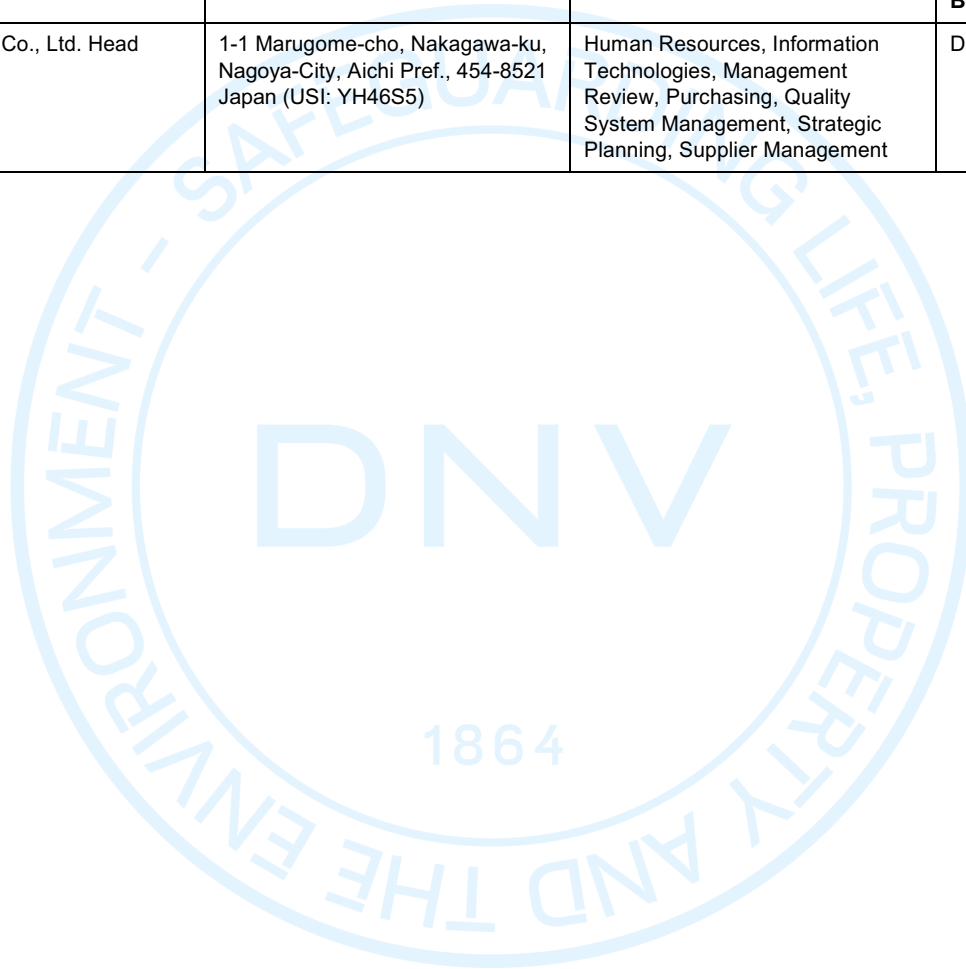 B
Co., Ltd. Head
1-1 Marugome-cho, Nakagawa-ku,
Nagoya-City, Aichi Pref., 454-8521
Japan (USI: YH46S5)
Human Resources, Information
Technologies, Management
Review, Purchasing, Quality
System Management, Strategic
Planning, Supplier Management
D
SAFEGUARDING LIFE, PROPERTY AND THE ENVIRONMENT -
DNV
1864